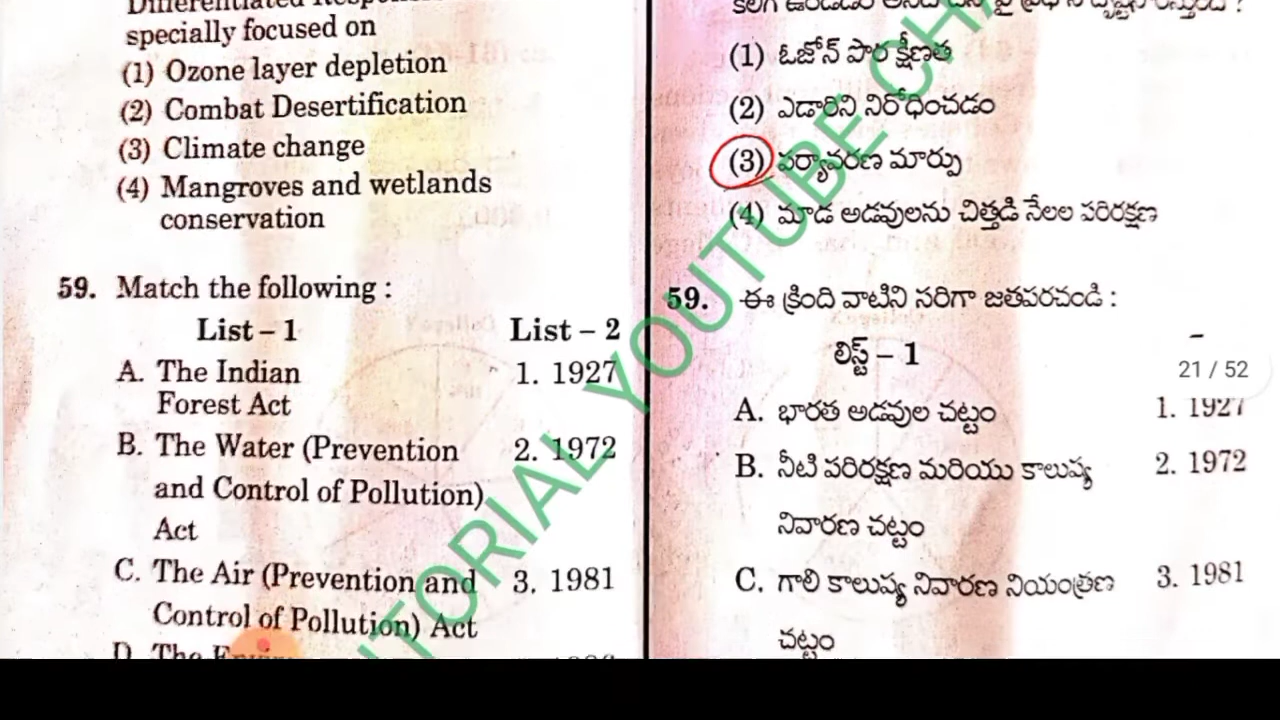 Differentiated
specially focused on
(1) Ozone layer depletion
(2) Combat Desertification
(3) Climate change
(4) Mangroves and wetlands
conservation
59. Match the following :
List – 1 List – 2
A. The Indian 1. 1927
Forest Act
B. The Water (Prevention 2. 1972
and Control of Pollution)
Act
C. The Air (Prevention and 3. 1981
Control of Pollution) Act
D. The
(1) ఓజోన్ పొర క్షీణత
(2) ఎడారిని నిరోధించడం
(3) పర్యావరణ మార్పు
(4) మాడ అడవులను చిత్తడి నేలల పరిరక్షణ
59. ఈ క్రింది వాటిని సరిగా జతపరచండి :
లిస్ట్ – 1
21 / 52
A. భారత అడవుల చట్టం 1. 1927
B. నీటి పరిరక్షణ మరియు కాలుష్య 2. 1972
నివారణ చట్టం
C. గాలి కాలుష్య నివారణ నియంత్రణ 3. 1981
చట్టం
TUTORIAL YOUTUBE